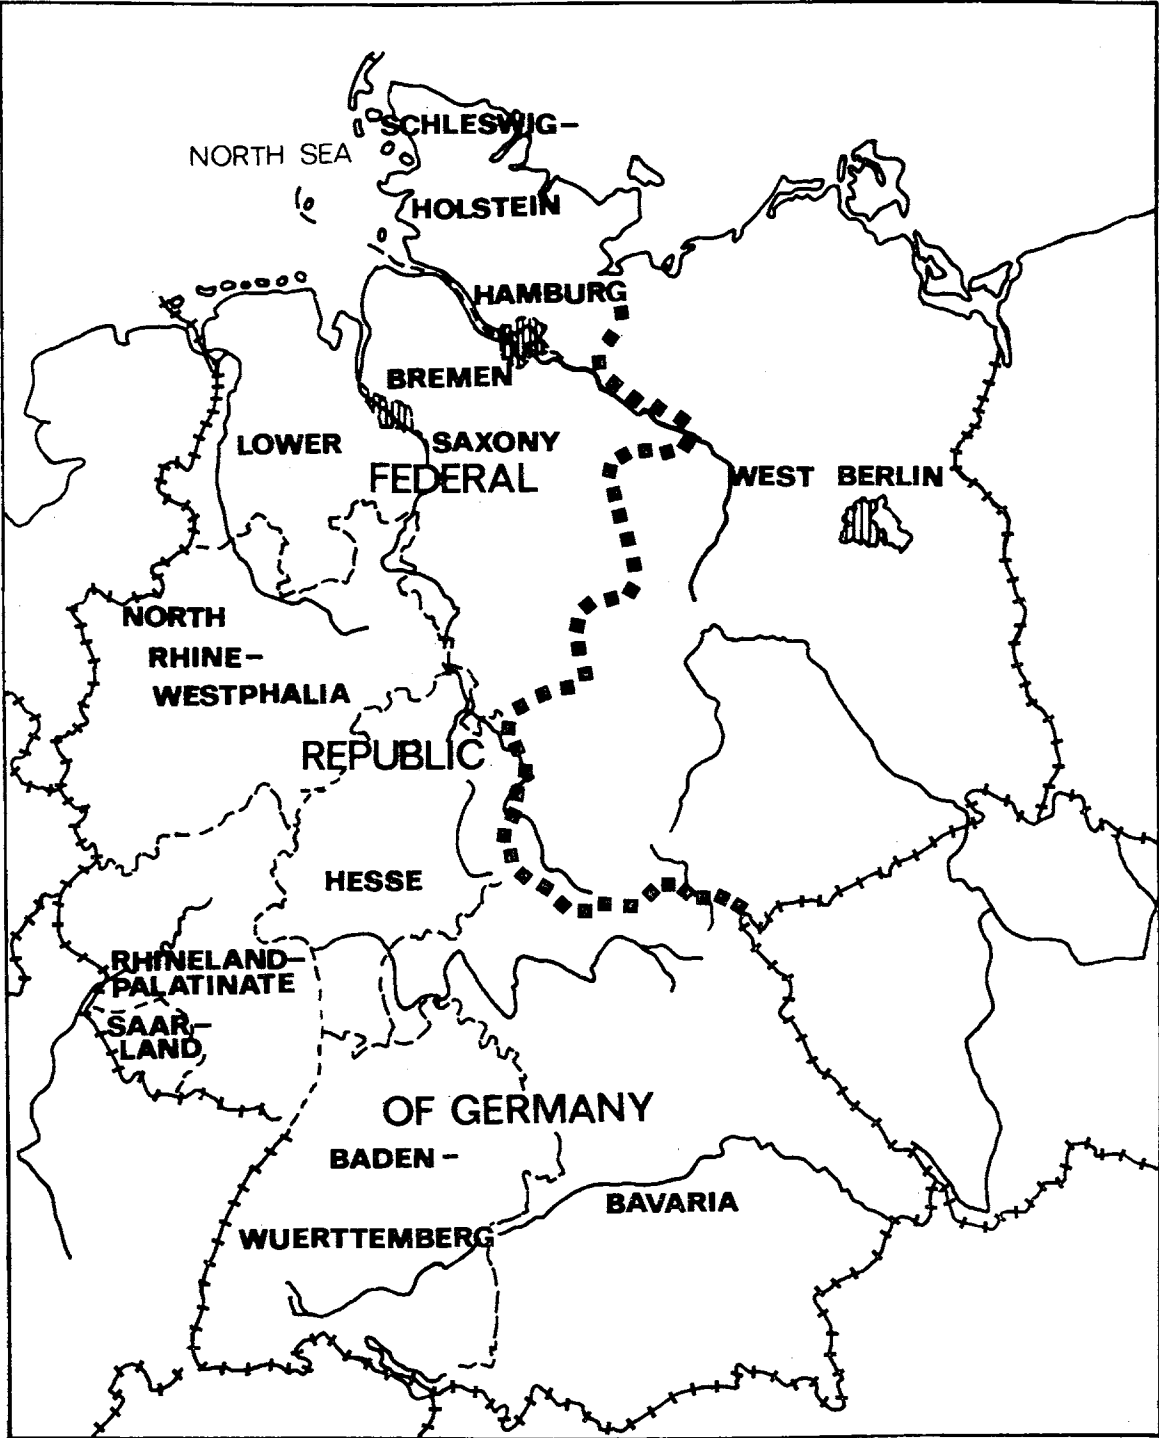 SCHLESWIG-
NORTH SEA
HOLSTEIN
HAMBURG
BREMEN
LOWER SAXONY
FEDERAL
WEST BERLIN
NORTH
RHINE-
WESTPHALIA
REPUBLIC
HESSE
RHINELAND-
PALATINATE
SAAR-
LAND
OF GERMANY
BADEN-
BAVARIA
WUERTTEMBERG